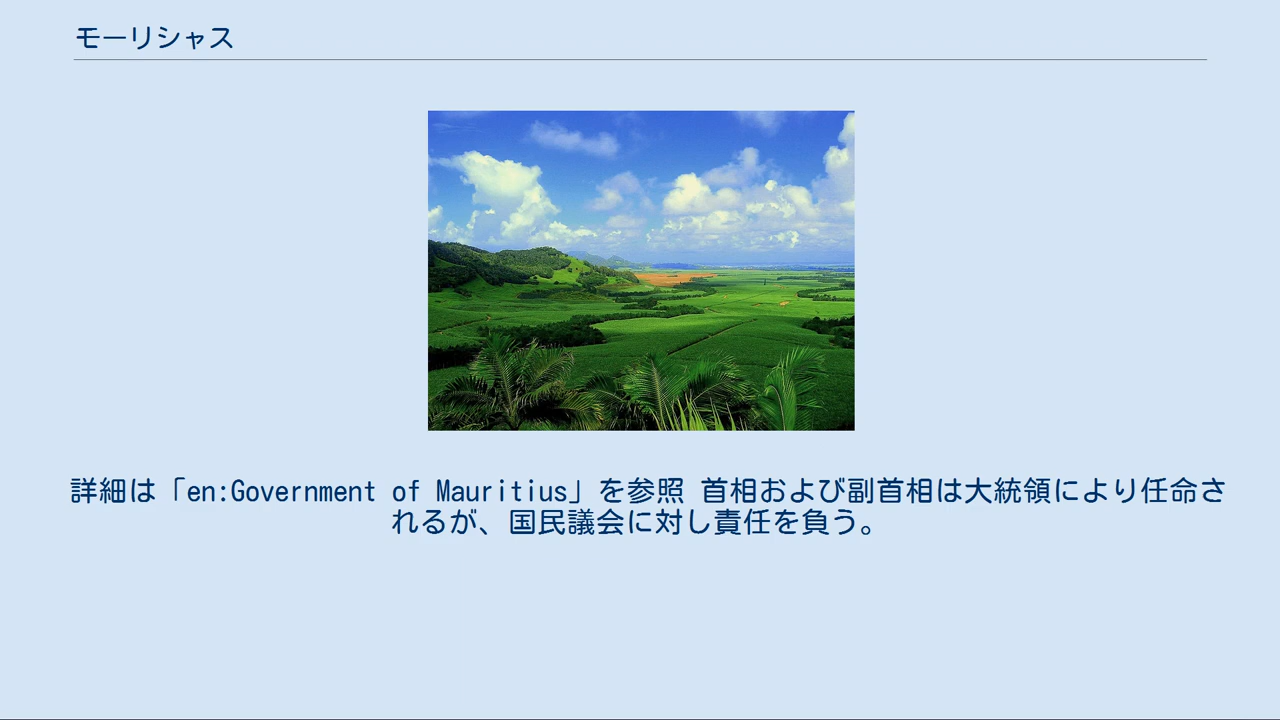 モーリシャス
詳細は「en:Government of Mauritius」を参照 首相および副首相は大統領により任命さ
れるが、国民議会に対し責任を負う。